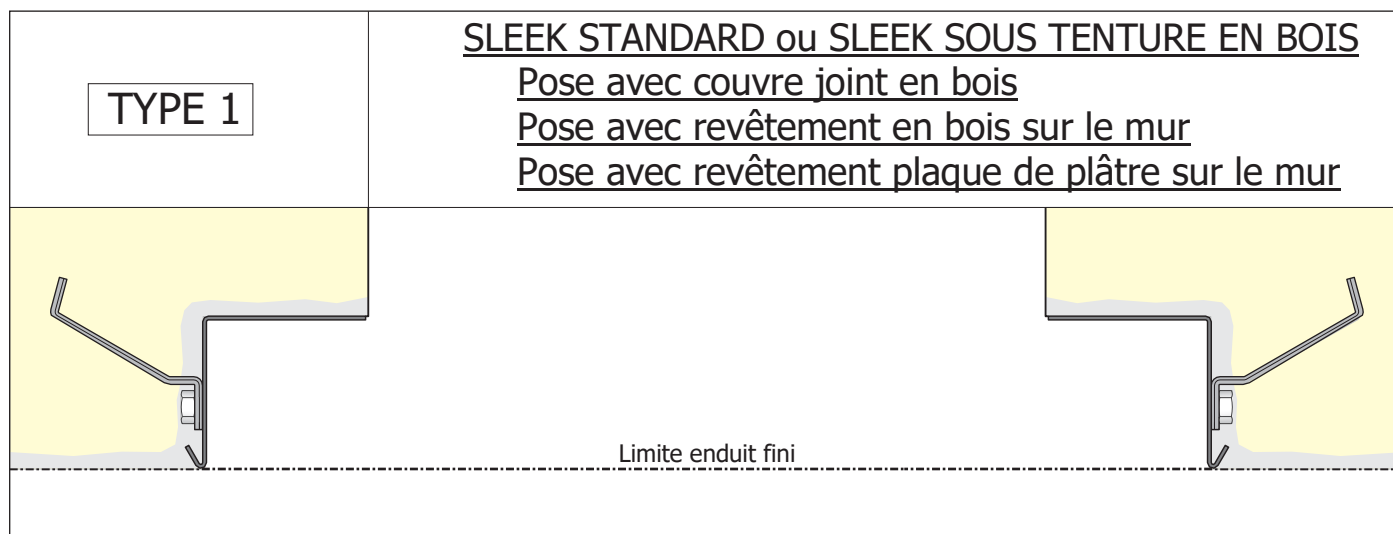 TYPE 1
SLEEK STANDARD ou SLEEK SOUS TENTURE EN BOIS
Pose avec couvre joint en bois
Pose avec revêtement en bois sur le mur
Pose avec revêtement plaque de plâtre sur le mur
Limite enduit fini